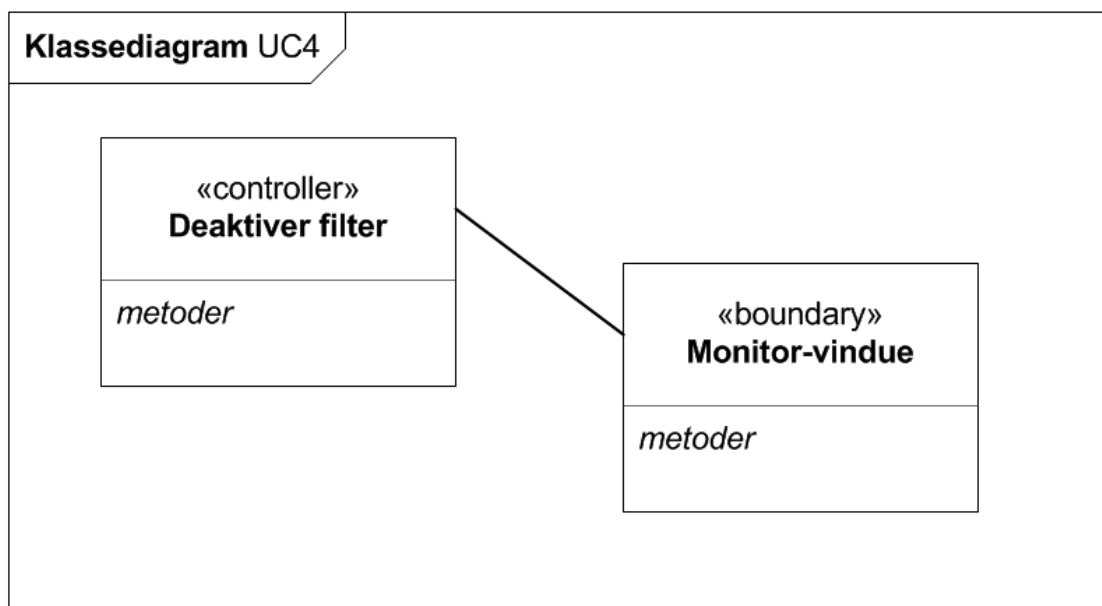 Klassediagram UC4
«controller»
Deaktiver filter
metoder
«boundary»
Monitor-vindue
metoder